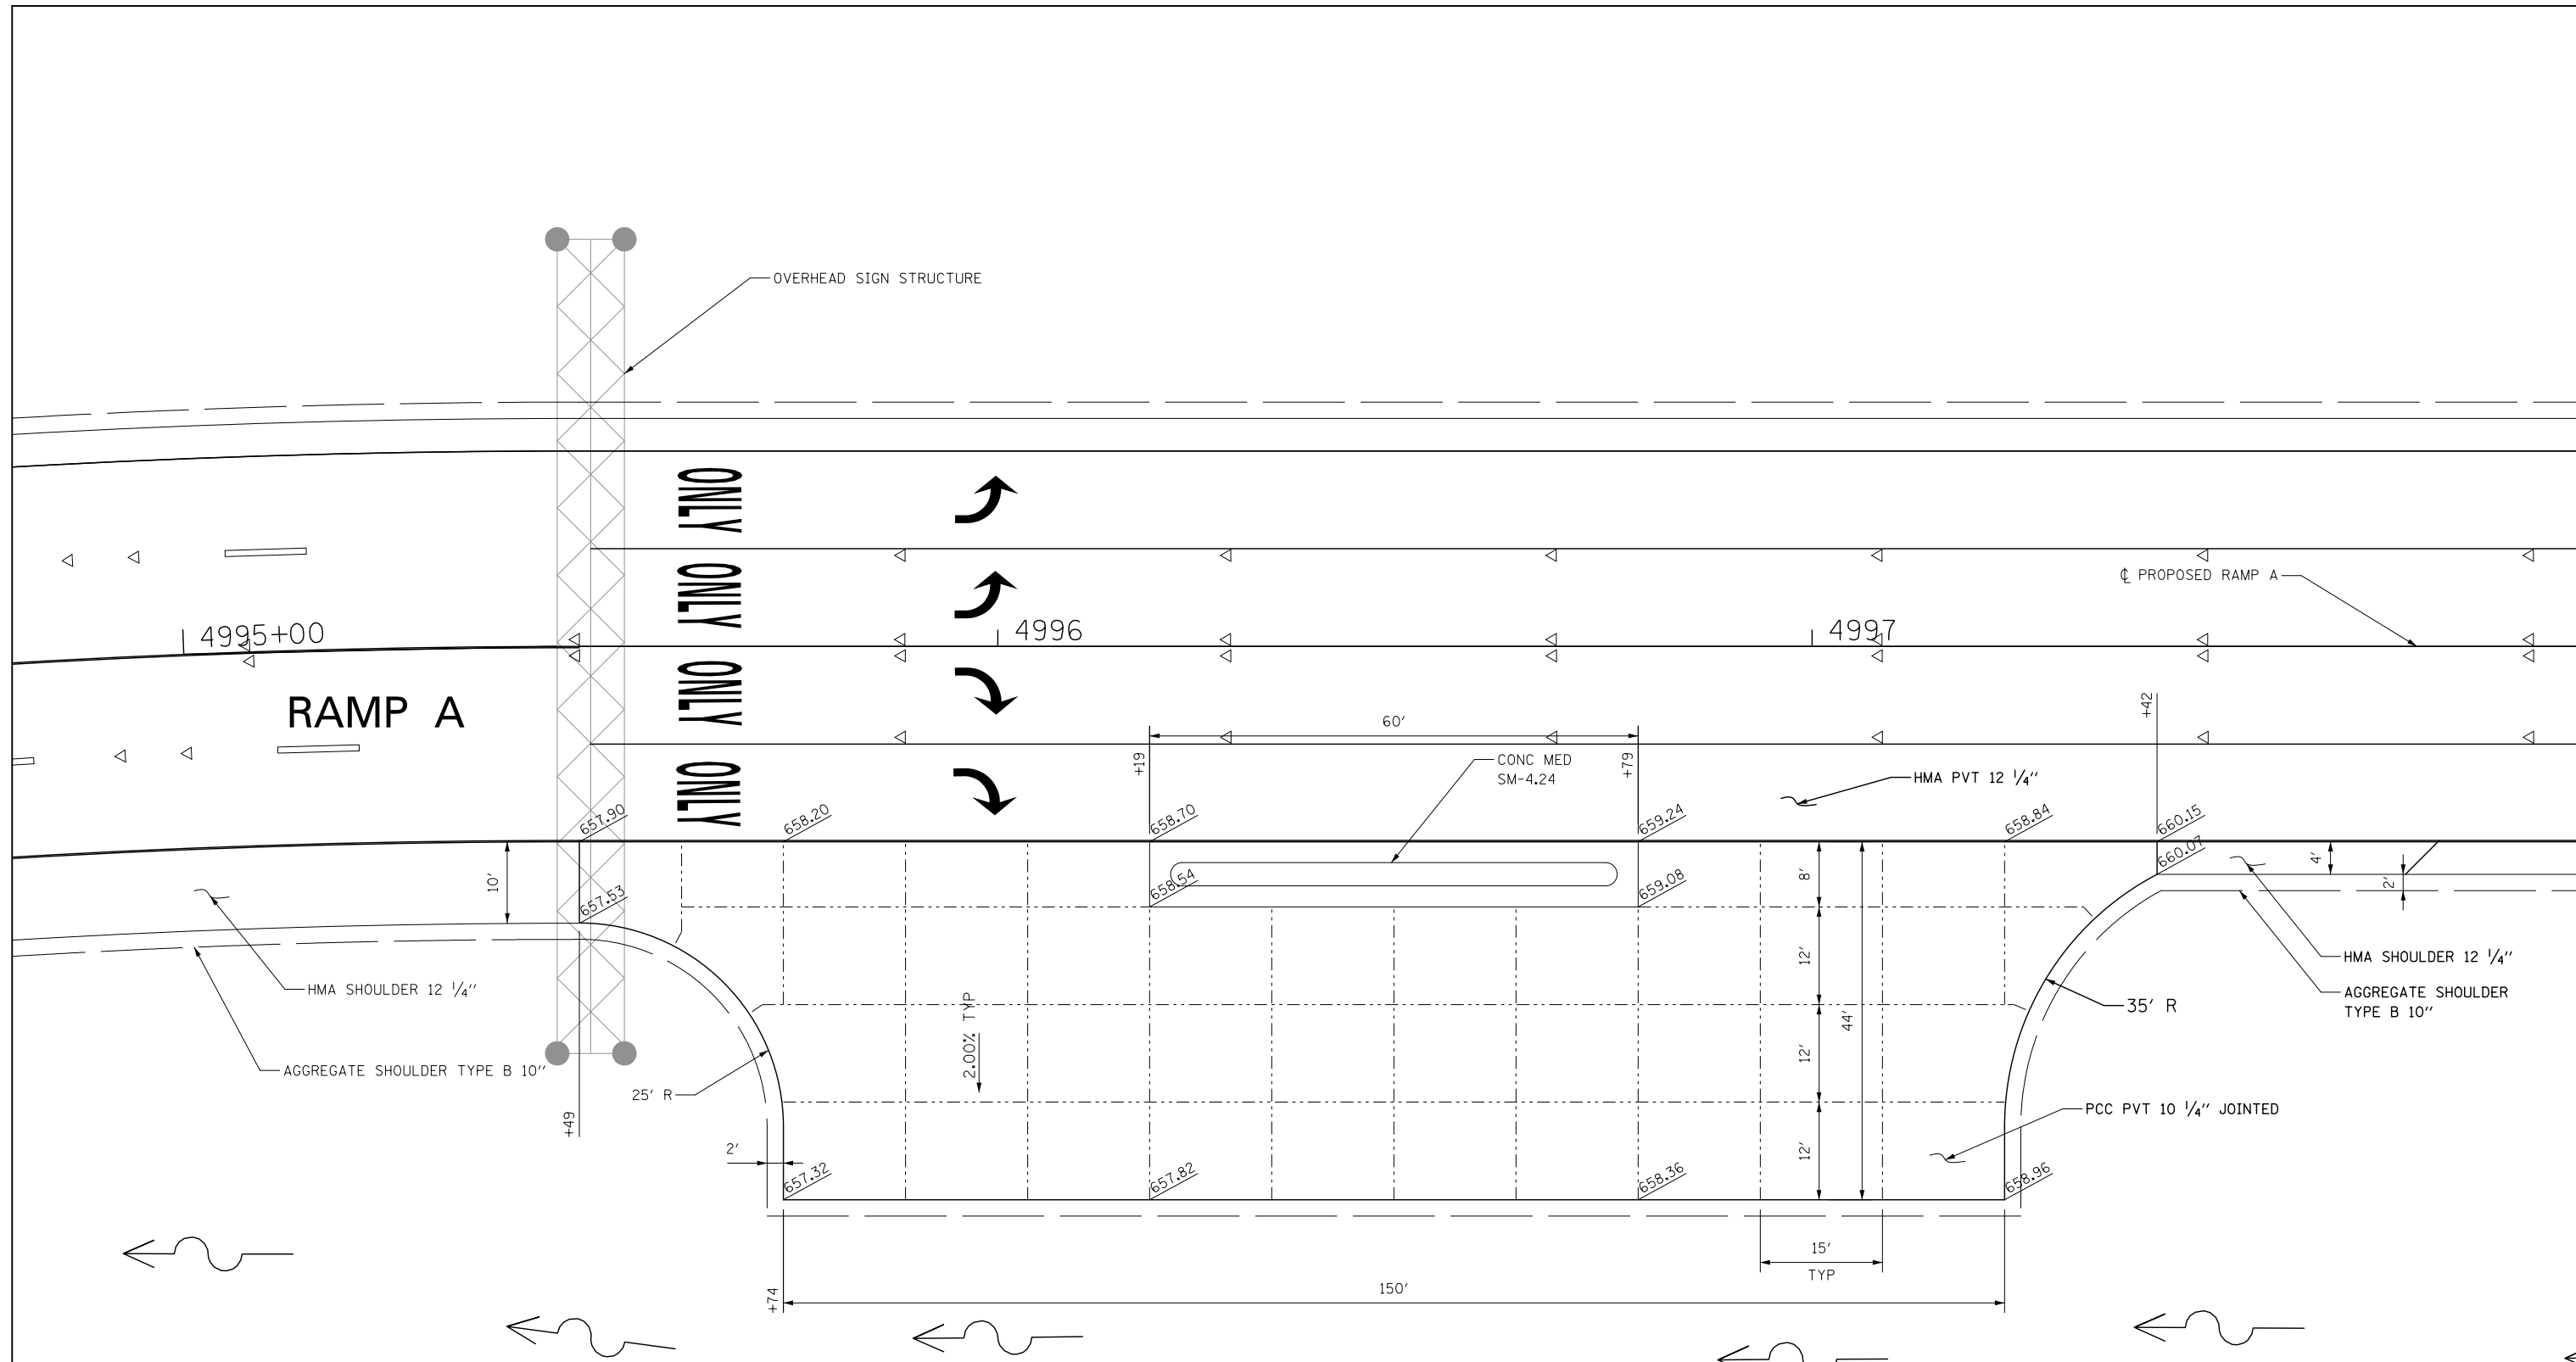 OVERHEAD SIGN STRUCTURE
ONLY
ONLY
ONLY
ONLY
℄ PROPOSED RAMP A
4995+00
4996
4997
RAMP A
60′
+19
+79
+42
CONC MED
SM-4.24
HMA PVT 12 ¼″
657.90
658.20
658.70
659.24
658.84
660.15
660.07
10′
657.53
658.54
659.08
8′
4′
2′
HMA SHOULDER 12 ¼″
12′
HMA SHOULDER 12 ¼″
AGGREGATE SHOULDER
TYPE B 10″
35′ R
2.00% TYP
44′
12′
AGGREGATE SHOULDER TYPE B 10″
25′ R
+49
PCC PVT 10 ¼″ JOINTED
2′
12′
657.32
657.82
658.36
658.96
15′
TYP
150′
+74